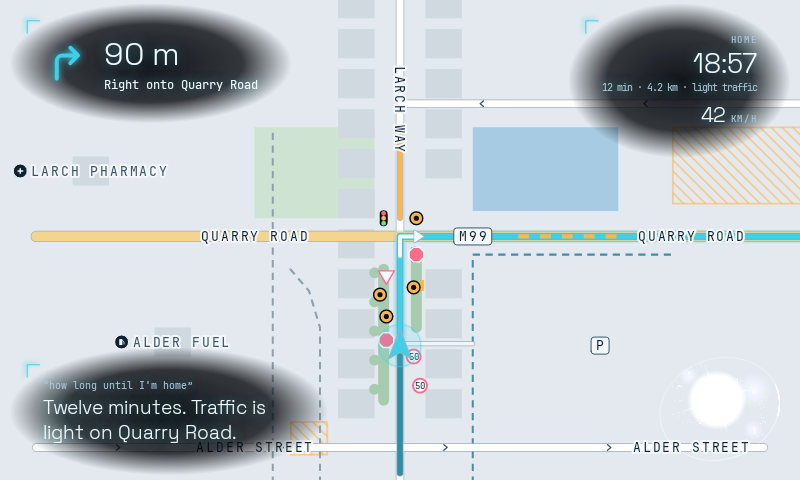 90 m
Right onto Quarry Road
HOME
18:57
12 min · 4.2 km · light traffic
42 KM/H
LARCH WAY
LARCH PHARMACY
QUARRY ROAD
M99
QUARRY ROAD
ALDER FUEL
P
50
50
"how long until I'm home"
Twelve minutes. Traffic is
light on Quarry Road.
ALDER STREET
ALDER STREET